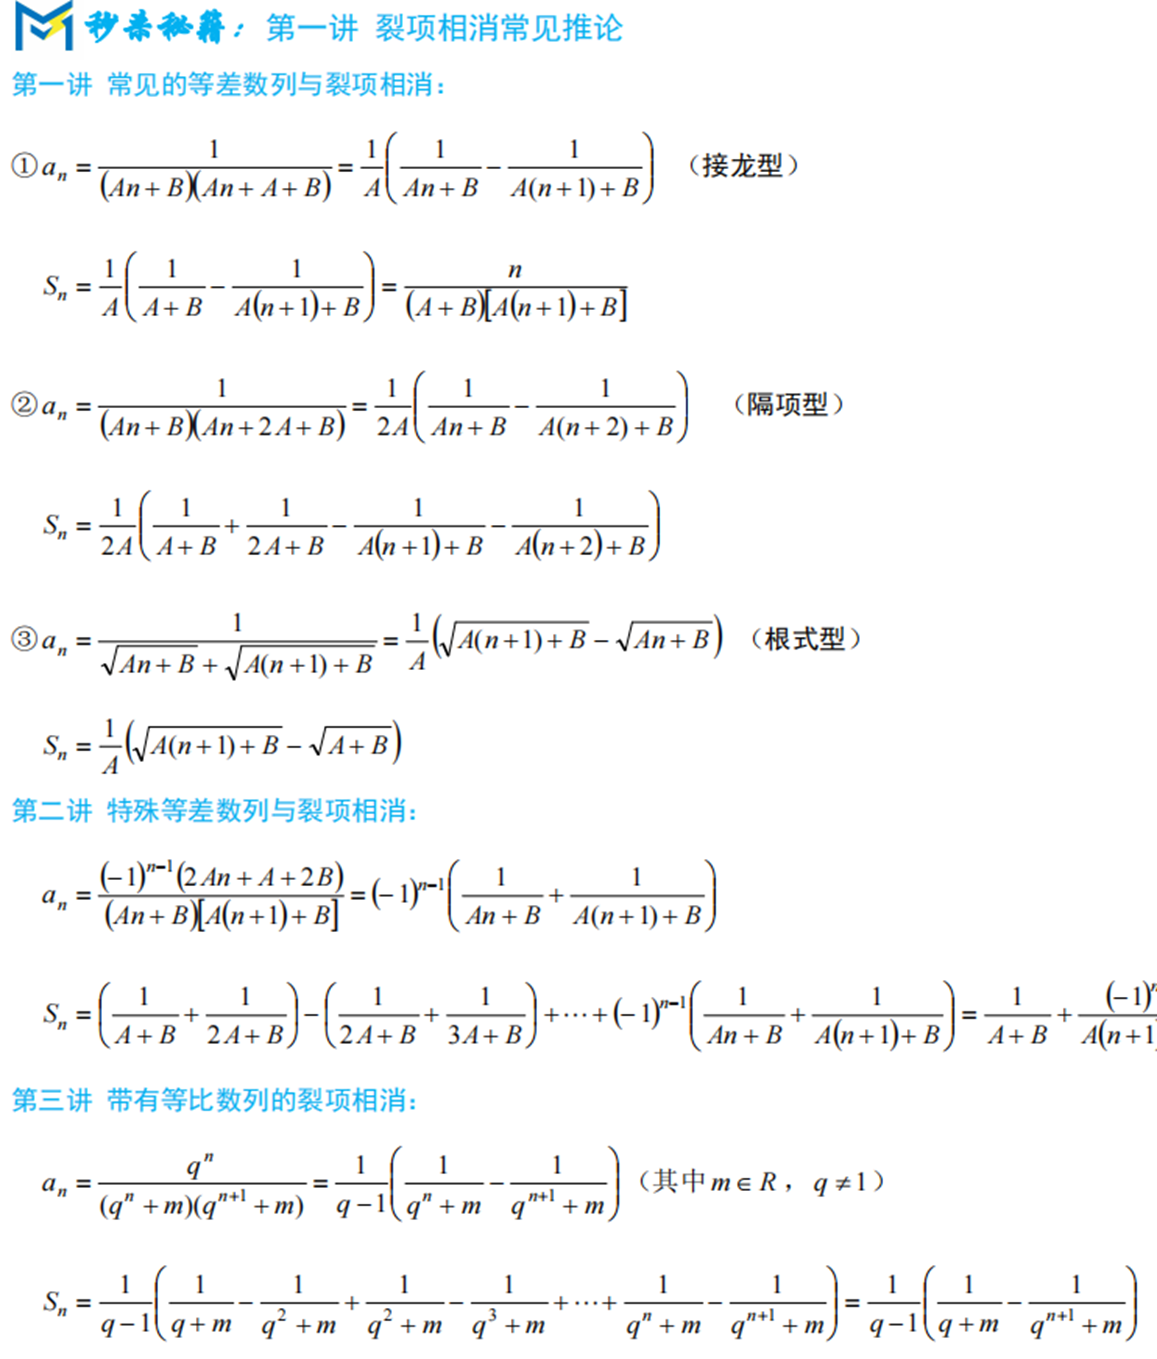 秒杀秘籍：第一讲 裂项相消常见推论
第一讲 常见的等差数列与裂项相消：
① a_n = \frac{1}{(An+B)(An+A+B)} = \frac{1}{A}\left(\frac{1}{An+B} - \frac{1}{A(n+1)+B}\right) （接龙型）
S_n = \frac{1}{A}\left(\frac{1}{A+B} - \frac{1}{A(n+1)+B}\right) = \frac{n}{(A+B)[A(n+1)+B]}
② a_n = \frac{1}{(An+B)(An+2A+B)} = \frac{1}{2A}\left(\frac{1}{An+B} - \frac{1}{A(n+2)+B}\right) （隔项型）
S_n = \frac{1}{2A}\left(\frac{1}{A+B} + \frac{1}{2A+B} - \frac{1}{A(n+1)+B} - \frac{1}{A(n+2)+B}\right)
③ a_n = \frac{1}{\sqrt{An+B} + \sqrt{A(n+1)+B}} = \frac{1}{A}\left(\sqrt{A(n+1)+B} - \sqrt{An+B}\right) （根式型）
S_n = \frac{1}{A}\left(\sqrt{A(n+1)+B} - \sqrt{A+B}\right)
第二讲 特殊等差数列与裂项相消：
a_n = \frac{(-1)^{n-1}(2An+A+2B)}{(An+B)[A(n+1)+B]} = (-1)^{n-1}\left(\frac{1}{An+B} + \frac{1}{A(n+1)+B}\right)
S_n = \left(\frac{1}{A+B} + \frac{1}{2A+B}\right) - \left(\frac{1}{2A+B} + \frac{1}{3A+B}\right) + \cdots + (-1)^{n-1}\left(\frac{1}{An+B} + \frac{1}{A(n+1)+B}\right) = \frac{1}{A+B} + \frac{(-1)^n}{A(n+1}
第三讲 带有等比数列的裂项相消：
a_n = \frac{q^n}{(q^n+m)(q^{n+1}+m)} = \frac{1}{q-1}\left(\frac{1}{q^n+m} - \frac{1}{q^{n+1}+m}\right)（其中 m∈R，q≠1）
S_n = \frac{1}{q-1}\left(\frac{1}{q+m} - \frac{1}{q^2+m} + \frac{1}{q^2+m} - \frac{1}{q^3+m} + \cdots + \frac{1}{q^n+m} - \frac{1}{q^{n+1}+m}\right) = \frac{1}{q-1}\left(\frac{1}{q+m} - \frac{1}{q^{n+1}+m}\right)